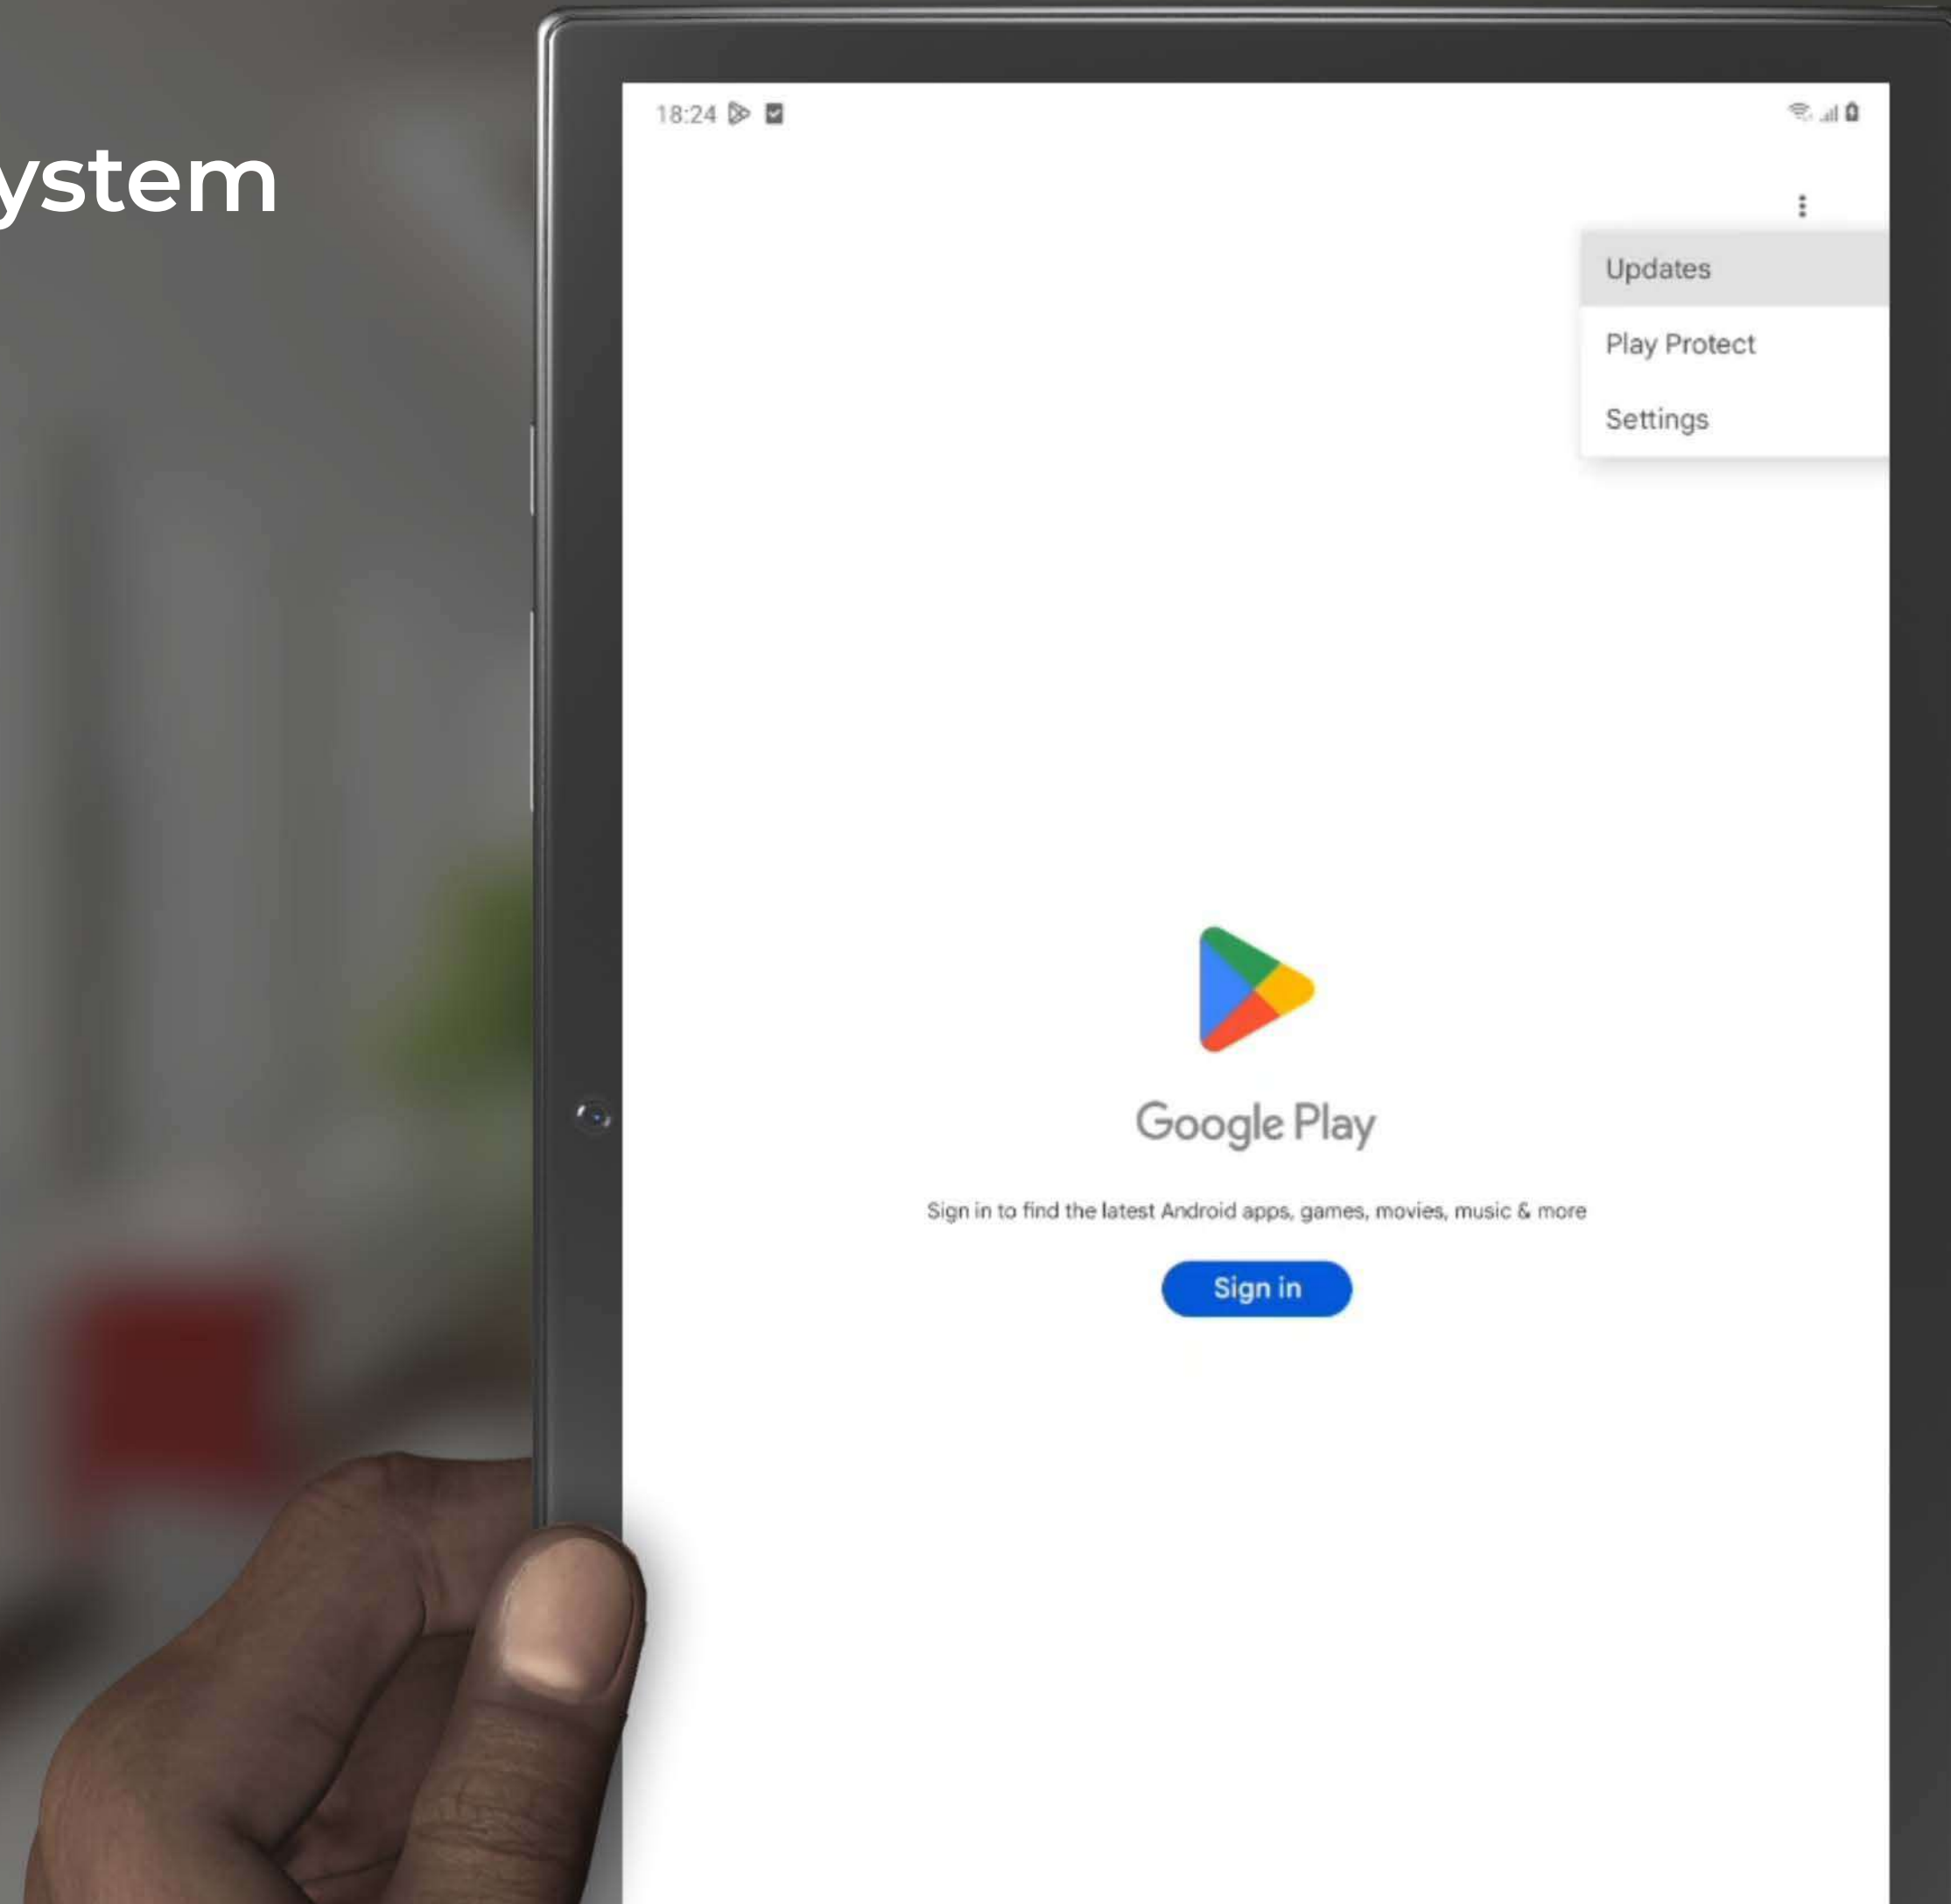 ystem
18:24
Updates
Play Protect
Settings
Google Play
Sign in to find the latest Android apps, games, movies, music & more
Sign in